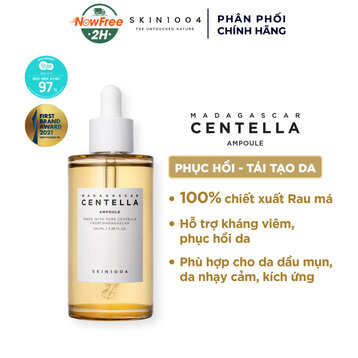 NowFree
2H
SKIN1004
THE UNTOUCHED NATURE
PHÂN PHỐI
CHÍNH HÃNG
97%
FIRST
BRAND
AWARD
2021
MADAGASCAR
CENTELLA
AMPOULE
PHỤC HỒI - TÁI TẠO DA
100% chiết xuất Rau má
Hỗ trợ kháng viêm,
phục hồi da
Phù hợp cho da dầu mụn,
da nhạy cảm, kích ứng
MADAGASCAR
CENTELLA
AMPOULE
MADE WITH PURE CENTELLA
FROM MADAGASCAR
SKIN1004